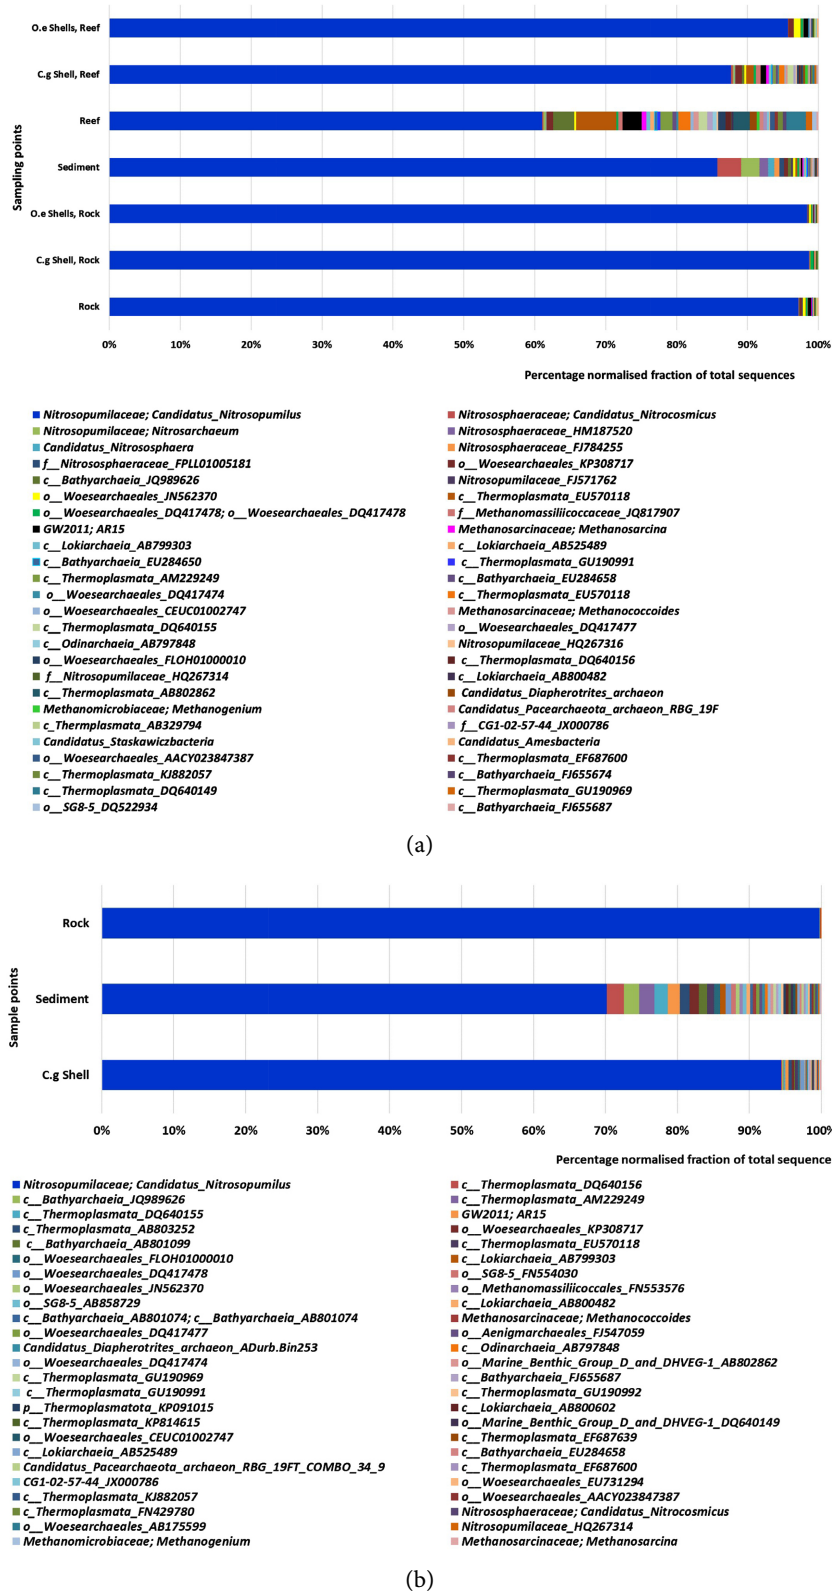 O.e Shells, Reef
C.g Shell, Reef
Reef
Sediment
O.e Shells, Rock
C.g Shell, Rock
Rock
Sampling points
0% 10% 20% 30% 40% 50% 60% 70% 80% 90% 100%
Percentage normalised fraction of total sequences
Nitrosopumilaceae; Candidatus_Nitrosopumilus
Nitrososphaeraceae; Candidatus_Nitrocosmicus
Nitrosopumilaceae; Nitrosarchaeum
Nitrososphaeraceae_HM187520
Candidatus_Nitrososphaera
Nitrososphaeraceae_FJ784255
f__Nitrososphaeraceae_FPLL01005181
o__Woesearchaeales_KP308717
c__Bathyarchaeia_JQ989626
Nitrosopumilaceae_FJ571762
o__Woesearchaeales_JN562370
c__Thermoplasmata_EU570118
o__Woesearchaeales_DQ417478; o__Woesearchaeales_DQ417478
f__Methanomassiliicoccaceae_JQ817907
GW2011; AR15
Methanosarcinaceae; Methanosarcina
c__Lokiarchaeia_AB799303
c__Lokiarchaeia_AB525489
c__Bathyarchaeia_EU284650
c__Thermoplasmata_GU190991
c__Thermoplasmata_AM229249
c__Bathyarchaeia_EU284658
o__Woesearchaeales_DQ417474
c__Thermoplasmata_EU570118
o__Woesearchaeales_CEUC01002747
Methanosarcinaceae; Methanococcoides
c__Thermoplasmata_DQ640155
o__Woesearchaeales_DQ417477
c__Odinarchaeia_AB797848
Nitrosopumilaceae_HQ267316
o__Woesearchaeales_FLOH01000010
c__Thermoplasmata_DQ640156
f__Nitrosopumilaceae_HQ267314
c__Lokiarchaeia_AB800482
c__Thermoplasmata_AB802862
Candidatus_Diapherotrites_archaeon
Methanomicrobiaceae; Methanogenium
Candidatus_Pacearchaeota_archaeon_RBG_19F
c_Thermplasmata_AB329794
f__CG1-02-57-44_JX000786
Candidatus_Staskawiczbacteria
Candidatus_Amesbacteria
o__Woesearchaeales_AACY023847387
c__Thermoplasmata_EF687600
c__Thermoplasmata_KJ882057
c__Bathyarchaeia_FJ655674
c__Thermoplasmata_DQ640149
c__Thermoplasmata_GU190969
o__SG8-5_DQ522934
c__Bathyarchaeia_FJ655687
(a)
Rock
Sediment
C.g Shell
Sample points
0% 10% 20% 30% 40% 50% 60% 70% 80% 90% 100%
Percentage normalised fraction of total sequence
Nitrosopumilaceae; Candidatus_Nitrosopumilus
c__Thermoplasmata_DQ640156
c__Bathyarchaeia_JQ989626
c__Thermoplasmata_AM229249
c__Thermoplasmata_DQ640155
GW2011; AR15
c_Thermoplasmata_AB803252
o__Woesearchaeales_KP308717
c__Bathyarchaeia_AB801099
c__Thermoplasmata_EU570118
o__Woesearchaeales_FLOH01000010
c__Lokiarchaeia_AB799303
o__Woesearchaeales_DQ417478
o__SG8-5_FN554030
o__Woesearchaeales_JN562370
o__Methanomassiliicoccales_FN553576
o__SG8-5_AB858729
c__Lokiarchaeia_AB800482
c__Bathyarchaeia_AB801074; c__Bathyarchaeia_AB801074
Methanosarcinaceae; Methanococcoides
o__Woesearchaeales_DQ417477
o__Aenigmarchaeales_FJ547059
Candidatus_Diapherotrites_archaeon_ADurb.Bin253
c__Odinarchaeia_AB797848
o__Woesearchaeales_DQ417474
o__Marine_Benthic_Group_D_and_DHVEG-1_AB802862
c__Thermoplasmata_GU190969
c__Bathyarchaeia_FJ655687
c__Thermoplasmata_GU190991
c__Thermoplasmata_GU190992
p__Thermoplasmatota_KP091015
c__Lokiarchaeia_AB800602
c__Thermoplasmata_KP814615
o__Marine_Benthic_Group_D_and_DHVEG-1_DQ640149
o__Woesearchaeales_CEUC01002747
c__Thermoplasmata_EF687639
c__Lokiarchaeia_AB525489
c__Bathyarchaeia_EU284658
Candidatus_Pacearchaeota_archaeon_RBG_19FT_COMBO_34_9
c__Thermoplasmata_EF687600
CG1-02-57-44_JX000786
o__Woesearchaeales_EU731294
c__Thermoplasmata_KJ882057
o__Woesearchaeales_AACY023847387
c_Thermoplasmata_FN429780
Nitrososphaeraceae; Candidatus_Nitrocosmicus
o__Woesearchaeales_AB175599
Nitrosopumilaceae_HQ267314
Methanomicrobiaceae; Methanogenium
Methanosarcinaceae; Methanosarcina
(b)